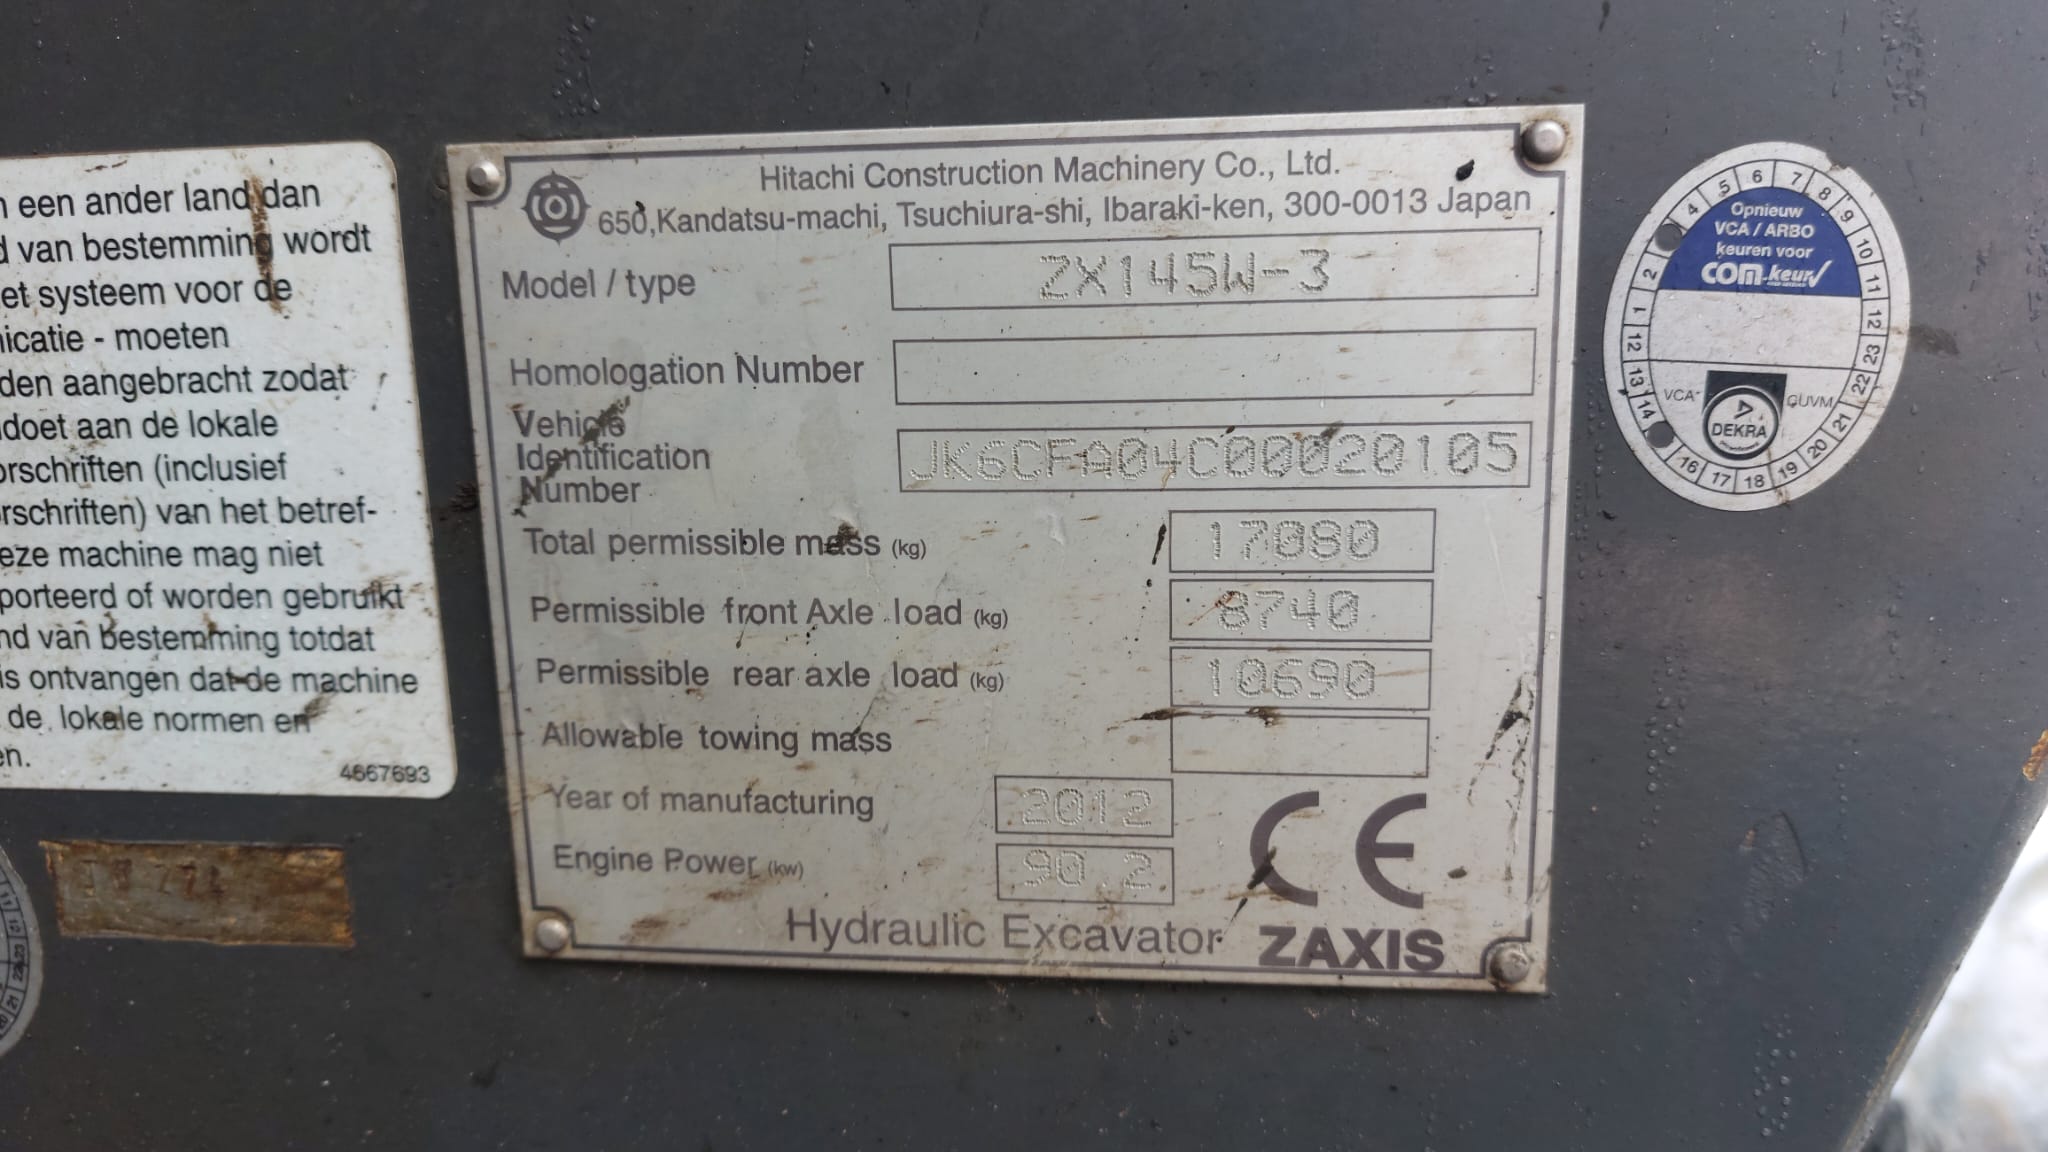 n een ander land dan
d van bestemming wordt
et systeem voor de
nicatie - moeten
den aangebracht zodat
doet aan de lokale
orschriften (inclusief
rschriften) van het betref-
eze machine mag niet
porteerd of worden gebruikt
nd van bestemming totdat
is ontvangen dat de machine
de lokale normen en
en.
4667693
Hitachi Construction Machinery Co., Ltd.
650,Kandatsu-machi, Tsuchiura-shi, Ibaraki-ken, 300-0013 Japan
Model / type ZX145W-3
Homologation Number
Vehicle
Identification
Number
JK6CFA04C00020105
Total permissible mass (kg) 17080
Permissible front Axle load (kg) 8740
Permissible rear axle load (kg) 10690
Allowable towing mass
Year of manufacturing 2012
Engine Power (kw) 90.2
CE
Hydraulic Excavator ZAXIS
Opnieuw
VCA / ARBO
keuren voor
COM keur
1 2 4 5 6 7 8 9 10 11 12
12 13 14 16 17 18 19 20 21 22 23
VCA GUVM
DEKRA